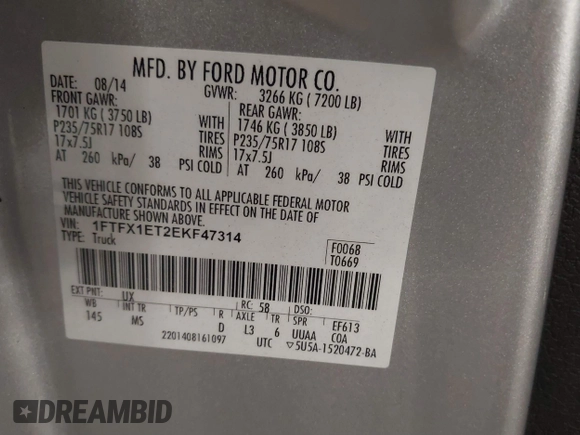 MFD. BY FORD MOTOR CO.
DATE: 08/14 GVWR: 3266 KG ( 7200 LB)
FRONT GAWR: REAR GAWR:
1701 KG ( 3750 LB) WITH 1746 KG ( 3850 LB) WITH
P235/75R17 108S TIRES P235/75R17 108S TIRES
17x7.5J RIMS 17x7.5J RIMS
AT 260 kPa/ 38 PSI COLD AT 260 kPa/ 38 PSI COLD
THIS VEHICLE CONFORMS TO ALL APPLICABLE FEDERAL MOTOR
VEHICLE SAFETY STANDARDS IN EFFECT ON THE DATE OF
MANUFACTURE SHOWN ABOVE.
VIN: 1FTFX1ET2EKF47314
TYPE: Truck
F0068
T0669
EXT PNT: UX RC: 58 DSO:
WB INT TR TP/PS R AXLE TR SPR EF613
145 MS D L3 6 UUAA COA
2201408161097 UTC ▽5U5A-1520472-BA
DREAMBID